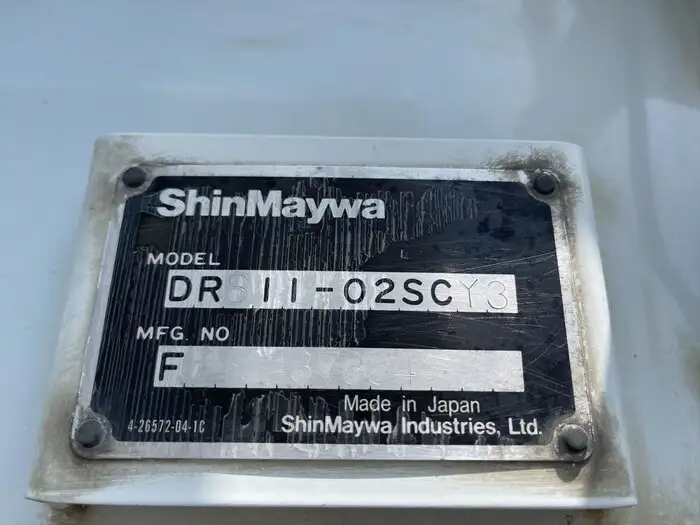 ShinMaywa
MODEL
DRS11-02SCY3
MFG. NO
F
Made in Japan
4-26572-04-1C
ShinMaywa Industries, Ltd.